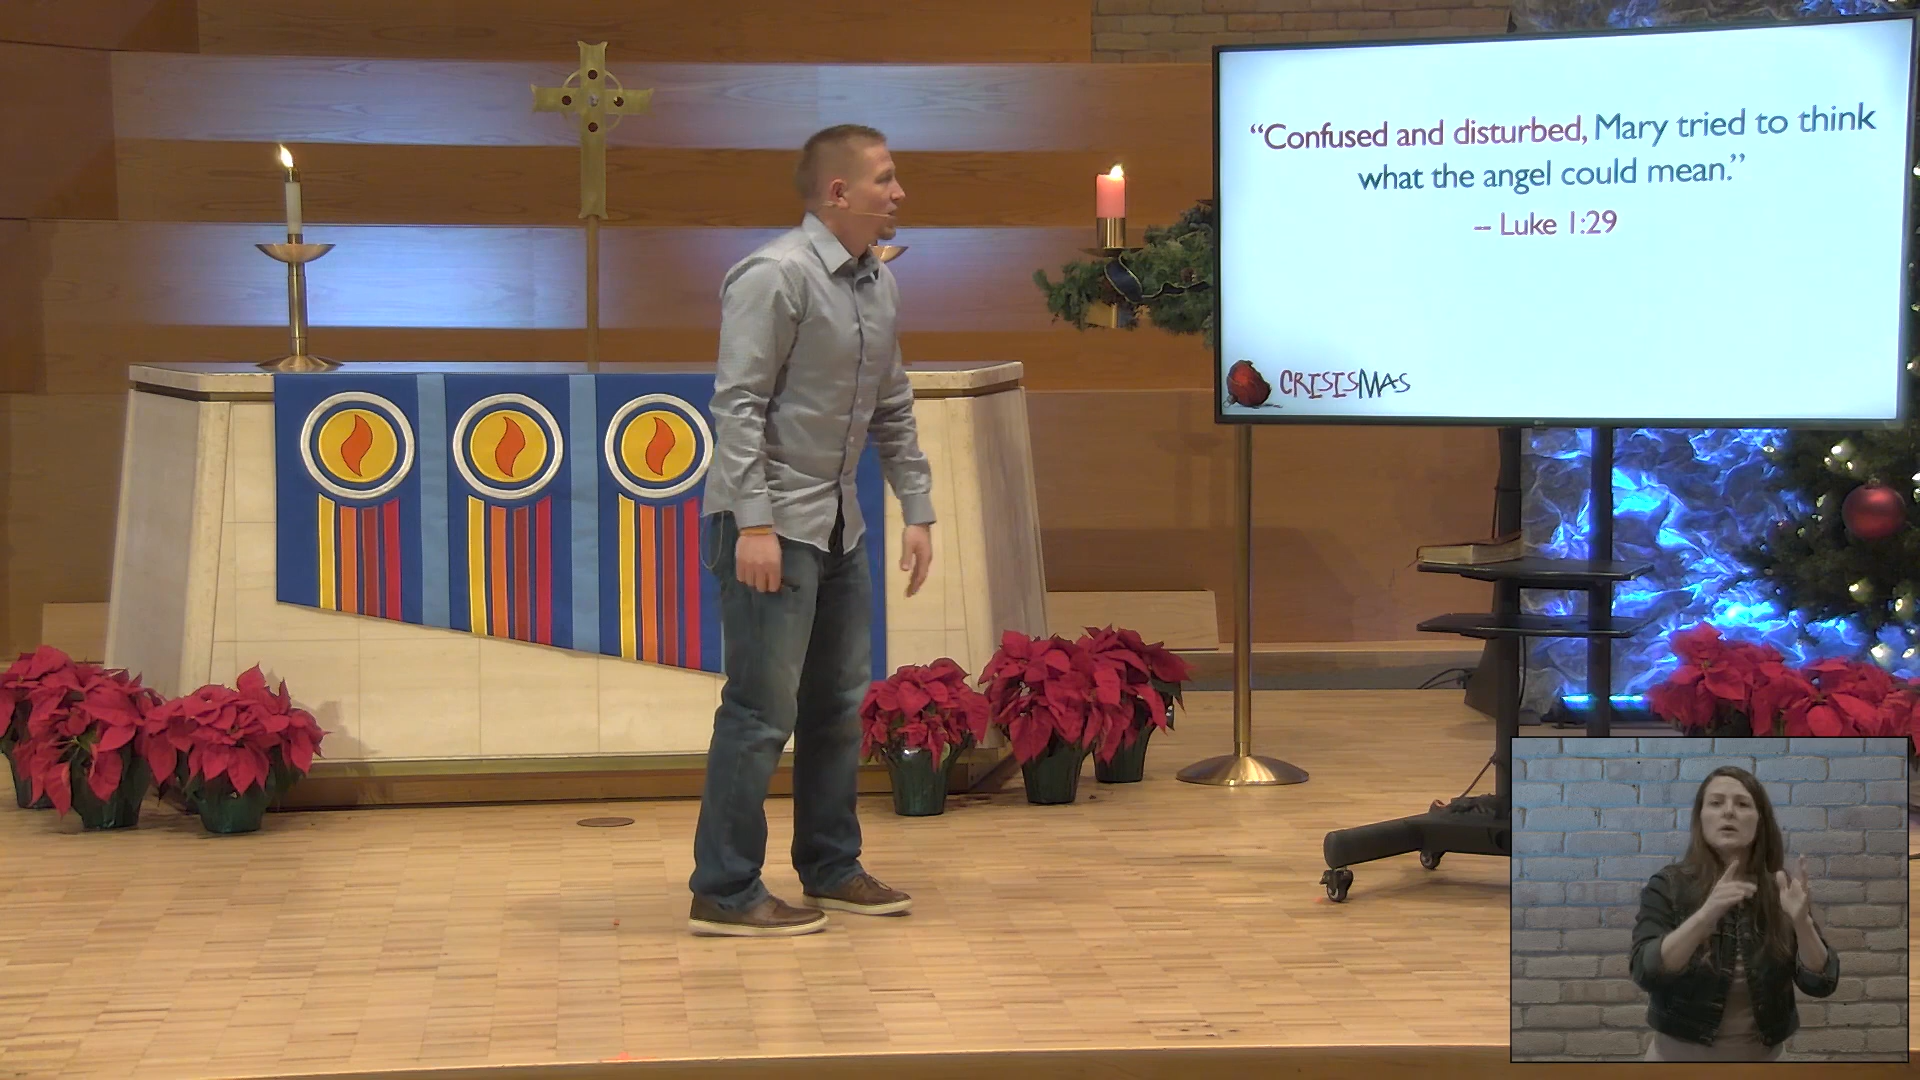 “Confused and disturbed, Mary tried to think
what the angel could mean.”
– Luke 1:29
CRISISMAS